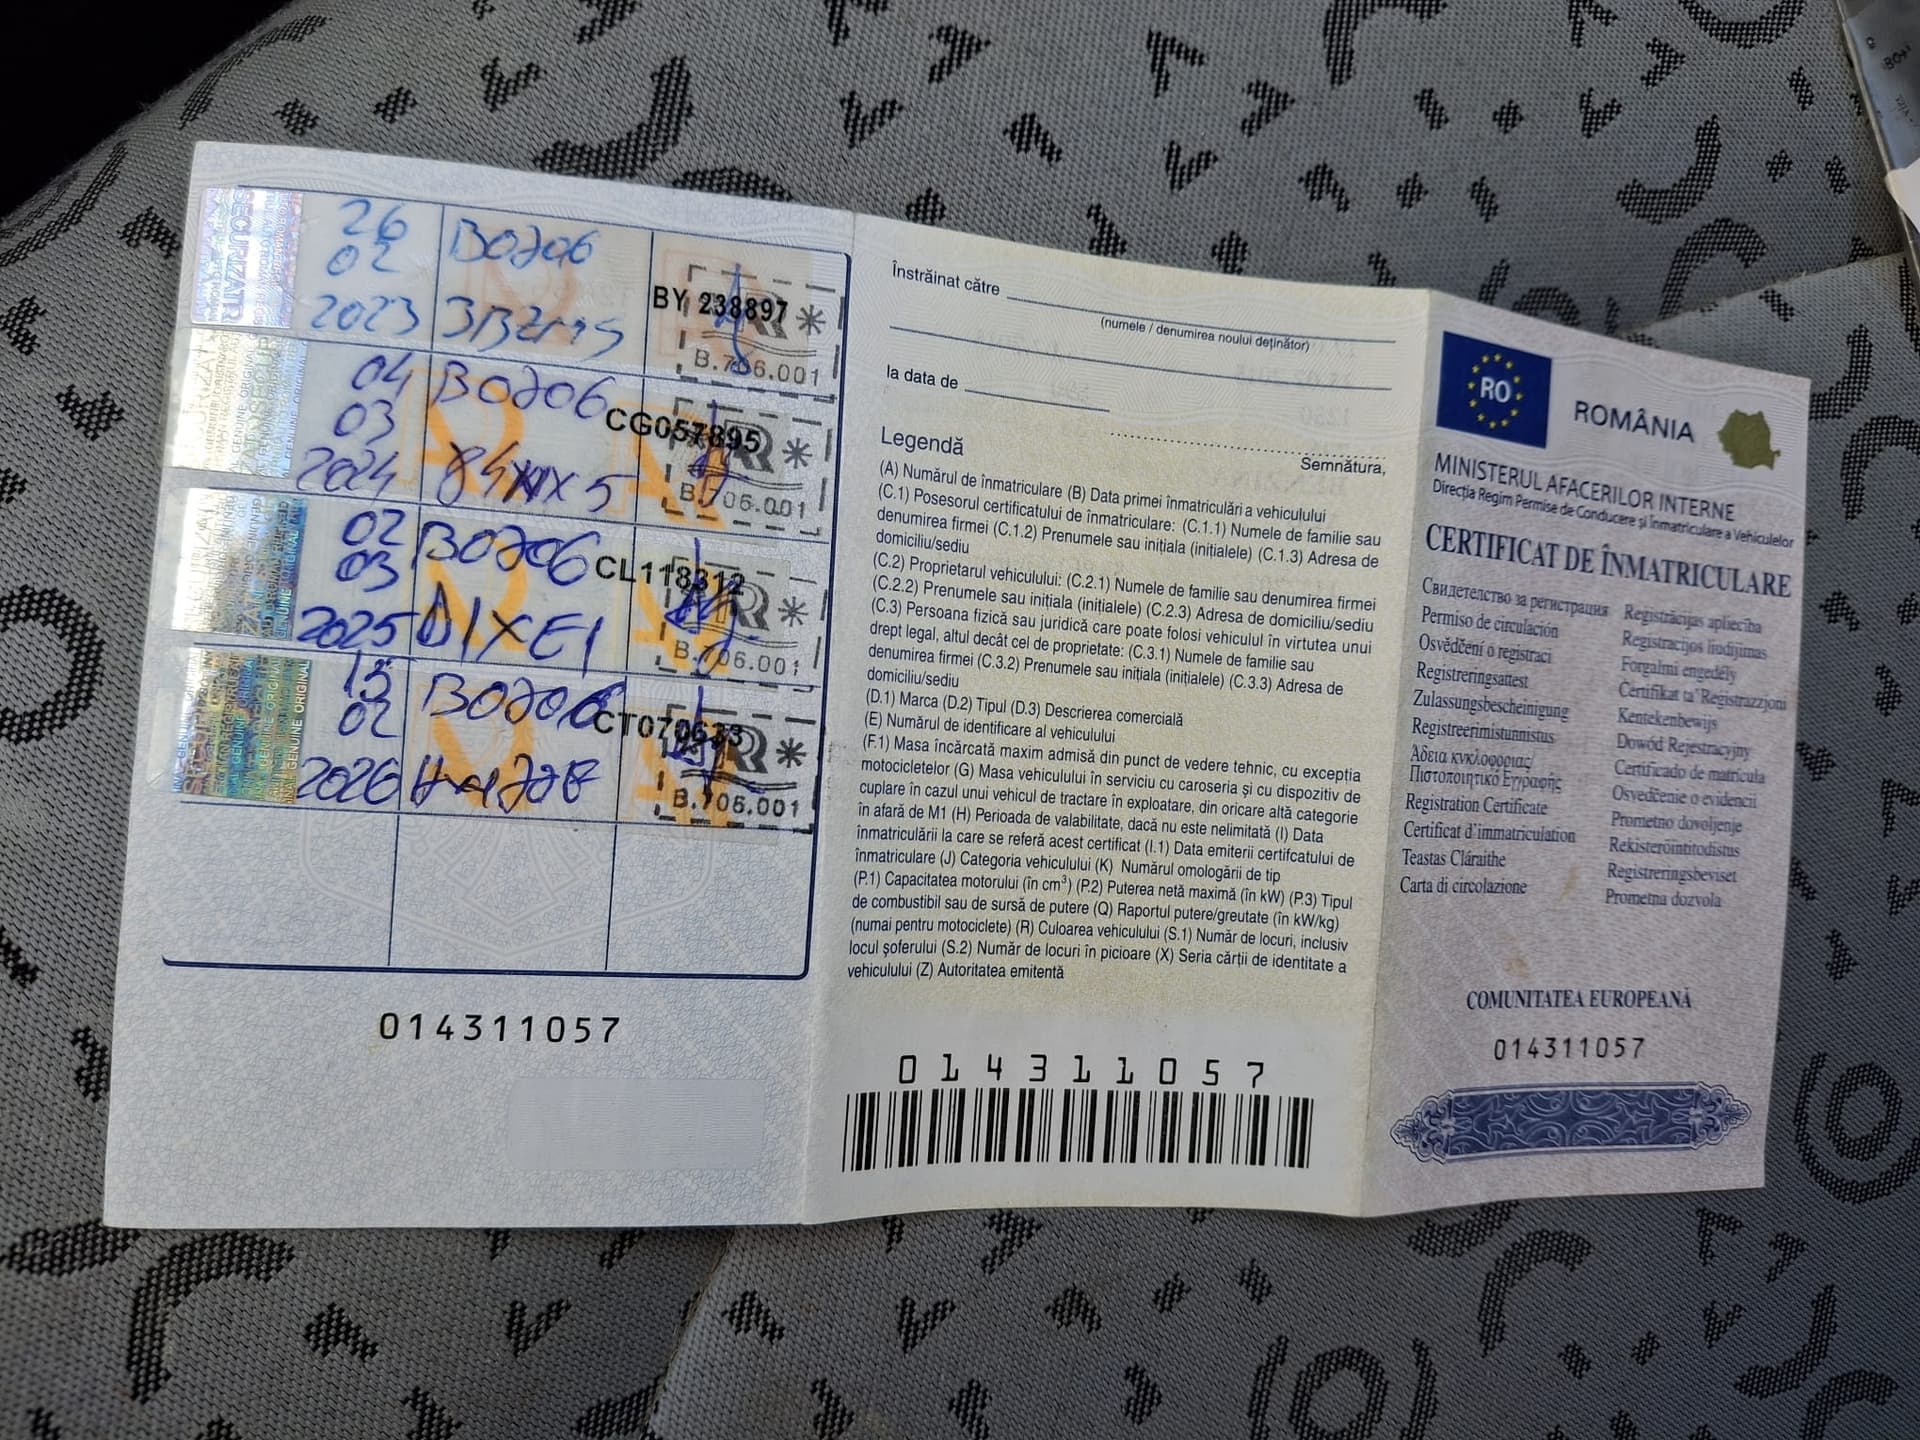 26
02
2023
B0706
BY 238897
B.706.001
04
03
2024
B0706
CG057895
B.706.001
02
03
2025
B0706
D1XE1
CL118312
B.706.001
15
02
2026
B0706
CT070633
B.706.001
014311057
Înstrăinat către
(numele / denumirea noului deținător)
la data de
Semnătura,
Legendă
(A) Numărul de înmatriculare (B) Data primei înmatriculări a vehiculului
(C.1) Posesorul certificatului de înmatriculare: (C.1.1) Numele de familie sau
denumirea firmei (C.1.2) Prenumele sau inițiala (inițialele) (C.1.3) Adresa de
domiciliu/sediu
(C.2) Proprietarul vehiculului: (C.2.1) Numele de familie sau denumirea firmei
(C.2.2) Prenumele sau inițiala (inițialele) (C.2.3) Adresa de domiciliu/sediu
(C.3) Persoana fizică sau juridică care poate folosi vehiculul în virtutea unui
drept legal, altul decât cel de proprietate: (C.3.1) Numele de familie sau
denumirea firmei (C.3.2) Prenumele sau inițiala (inițialele) (C.3.3) Adresa de
domiciliu/sediu
(D.1) Marca (D.2) Tipul (D.3) Descrierea comercială
(E) Numărul de identificare al vehiculului
(F.1) Masa încărcată maxim admisă din punct de vedere tehnic, cu excepția
motocicletelor (G) Masa vehiculului în serviciu cu caroseria și cu dispozitiv de
cuplare în cazul unui vehicul de tractare în exploatare, din oricare altă categorie
în afară de M1 (H) Perioada de valabilitate, dacă nu este nelimitată (I) Data
înmatriculării la care se referă acest certificat (I.1) Data emiterii certifcatului de
înmatriculare (J) Categoria vehiculului (K) Numărul omologării de tip
(P.1) Capacitatea motorului (în cm³) (P.2) Puterea netă maximă (în kW) (P.3) Tipul
de combustibil sau de sursă de putere (Q) Raportul putere/greutate (în kW/kg)
(numai pentru motociclete) (R) Culoarea vehiculului (S.1) Număr de locuri, inclusiv
locul șoferului (S.2) Număr de locuri în picioare (X) Seria cărții de identitate a
vehiculului (Z) Autoritatea emitentă
014311057
RO
ROMÂNIA
MINISTERUL AFACERILOR INTERNE
Direcția Regim Permise de Conducere și Înmatriculare a Vehiculelor
CERTIFICAT DE ÎNMATRICULARE
Свидетелство за регистрация
Permiso de circulación
Osvědčení o registraci
Registreringsattest
Zulassungsbescheinigung
Registreerimistunnistus
Άδεια κυκλοφορίας/
Πιστοποιητικό Εγγραφής
Registration Certificate
Certificat d'immatriculation
Teastas Cláraithe
Carta di circolazione
Reģistrācijas apliecība
Registracijos liudijimas
Forgalmi engedély
Ċertifikat ta' Reġistrazzjoni
Kentekenbewijs
Dowód Rejestracyjny
Certificado de matrícula
Osvedčenie o evidencii
Prometno dovoljenje
Rekisteröintitodistus
Registreringsbeviset
Prometna dozvola
COMUNITATEA EUROPEANĂ
014311057